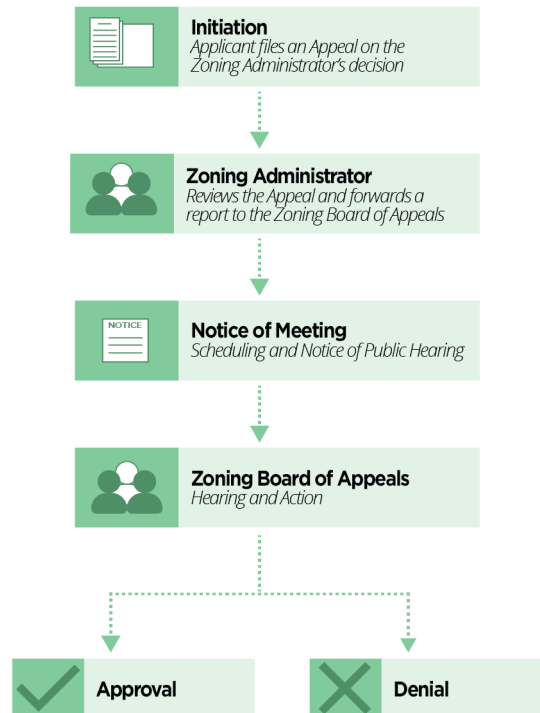 Initiation
Applicant files an Appeal on the
Zoning Administrator's decision
Zoning Administrator
Reviews the Appeal and forwards a
report to the Zoning Board of Appeals
NOTICE
Notice of Meeting
Scheduling and Notice of Public Hearing
Zoning Board of Appeals
Hearing and Action
Approval
Denial